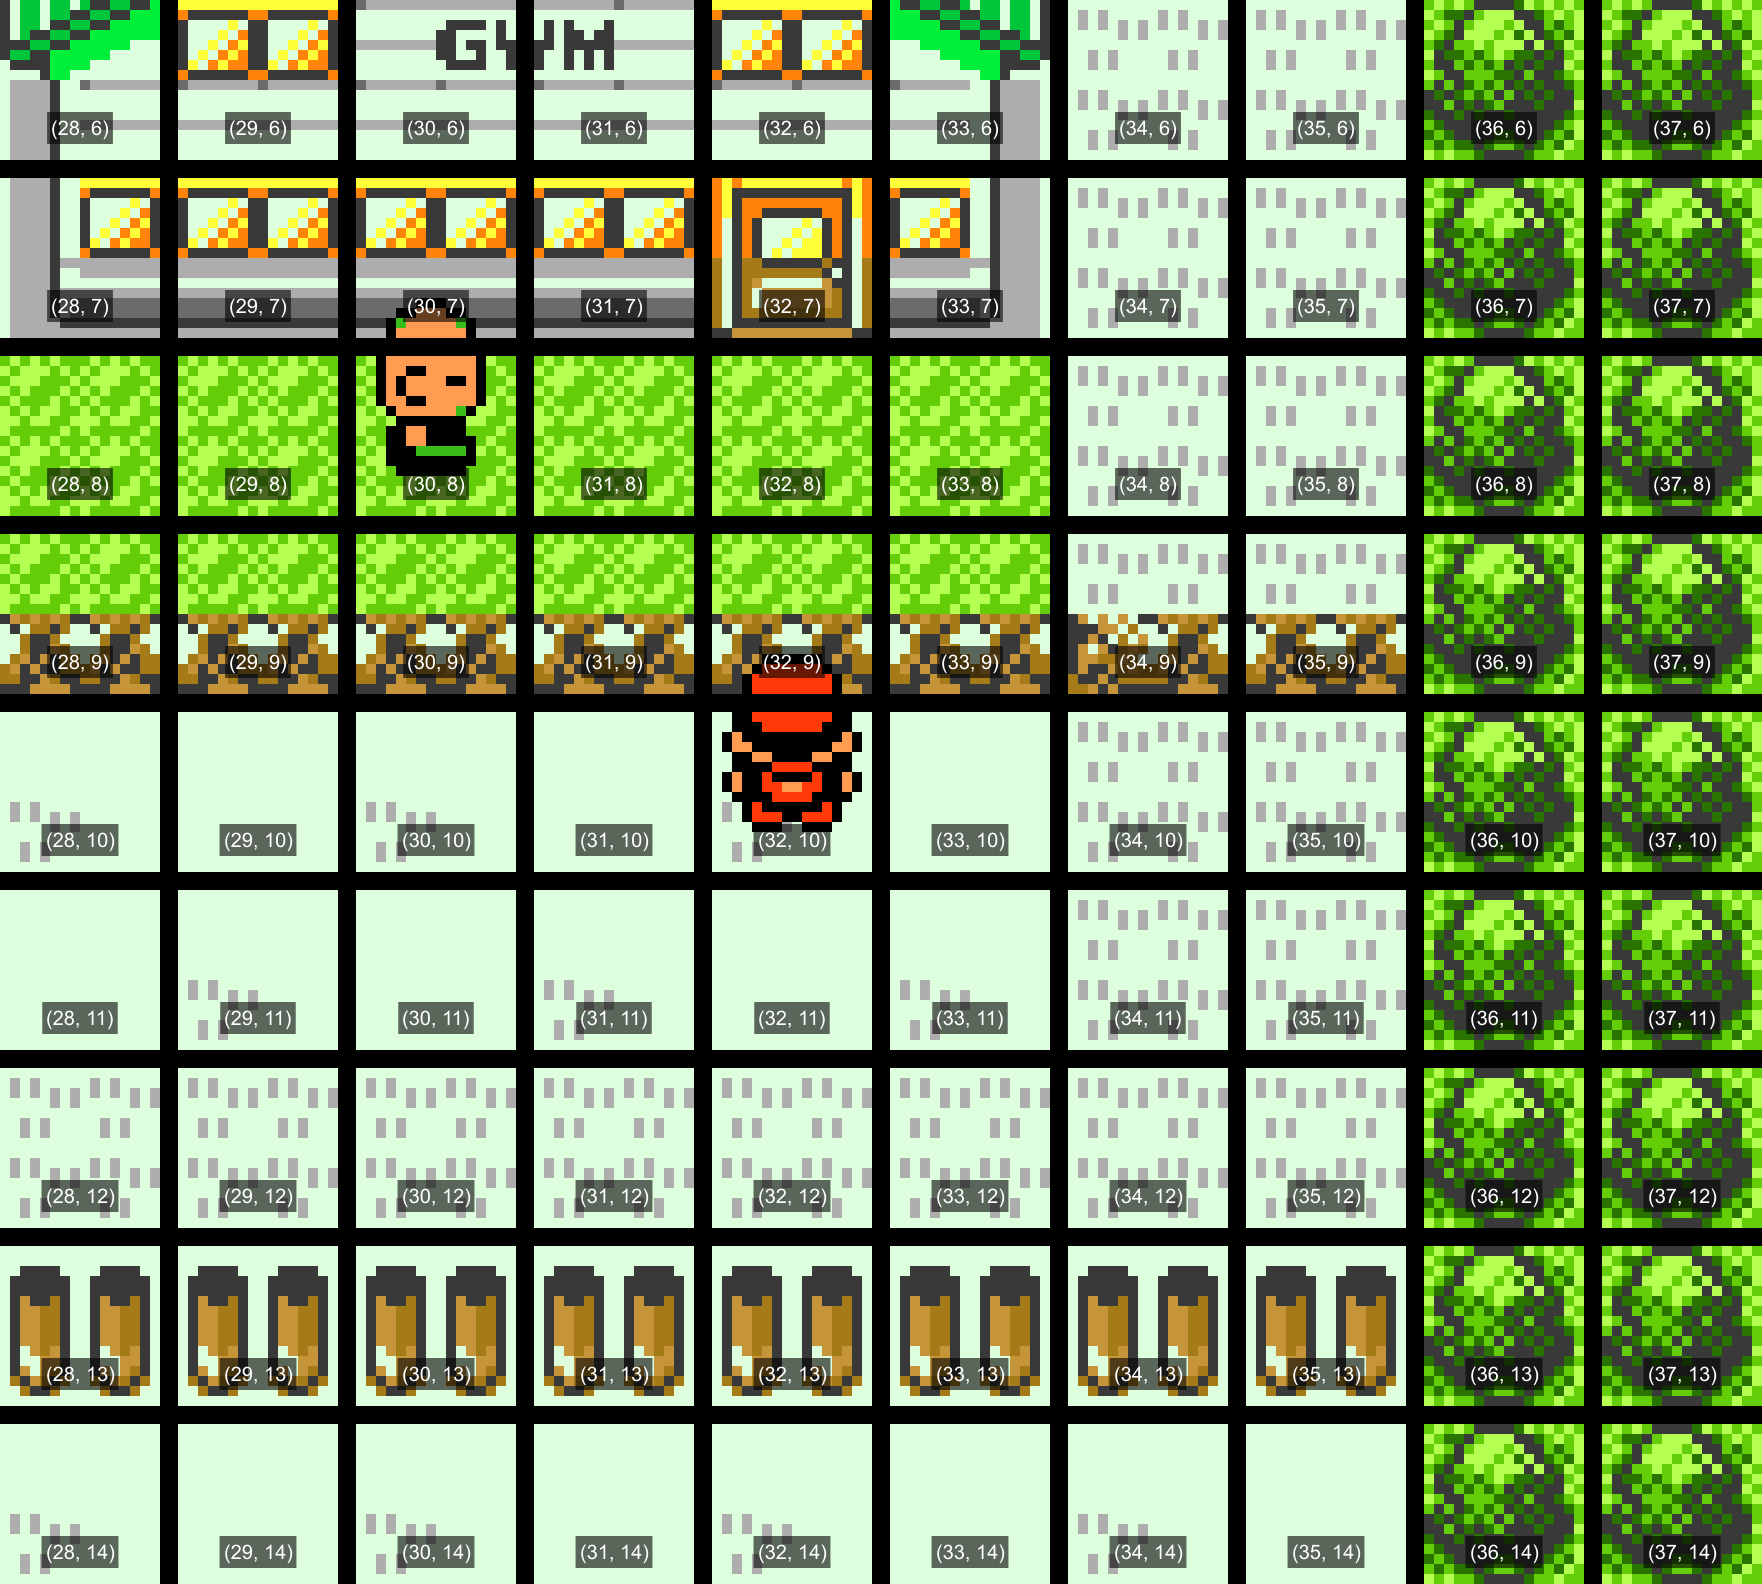 GYM
(28, 6) (29, 6) (30, 6) (31, 6) (32, 6) (33, 6) (34, 6) (35, 6) (36, 6) (37, 6)
(28, 7) (29, 7) (30, 7) (31, 7) (32, 7) (33, 7) (34, 7) (35, 7) (36, 7) (37, 7)
(28, 8) (29, 8) (30, 8) (31, 8) (32, 8) (33, 8) (34, 8) (35, 8) (36, 8) (37, 8)
(28, 9) (29, 9) (30, 9) (31, 9) (32, 9) (33, 9) (34, 9) (35, 9) (36, 9) (37, 9)
(28, 10) (29, 10) (30, 10) (31, 10) (32, 10) (33, 10) (34, 10) (35, 10) (36, 10) (37, 10)
(28, 11) (29, 11) (30, 11) (31, 11) (32, 11) (33, 11) (34, 11) (35, 11) (36, 11) (37, 11)
(28, 12) (29, 12) (30, 12) (31, 12) (32, 12) (33, 12) (34, 12) (35, 12) (36, 12) (37, 12)
(28, 13) (29, 13) (30, 13) (31, 13) (32, 13) (33, 13) (34, 13) (35, 13) (36, 13) (37, 13)
(28, 14) (29, 14) (30, 14) (31, 14) (32, 14) (33, 14) (34, 14) (35, 14) (36, 14) (37, 14)